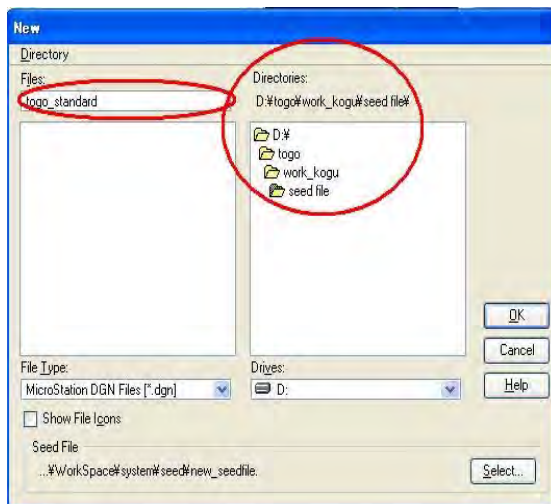 New
Directory
Files:
togo_standard
Directories:
D:¥togo¥work_kogu¥seed file¥
D:¥
togo
work_kogu
seed file
OK
Cancel
Help
File Type:
MicroStation DGN Files [*.dgn]
Drives:
D:
Show File Icons
Seed File
...¥WorkSpace¥system¥seed¥new_seedfile.
Select...